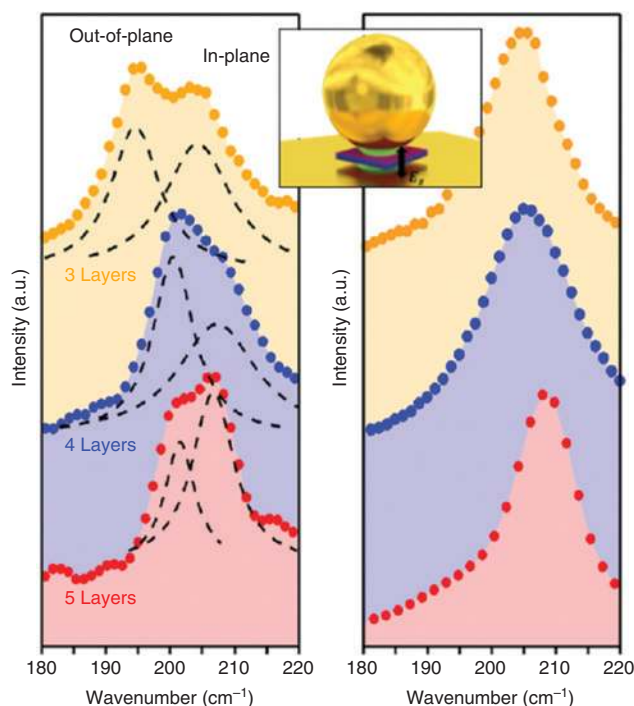 Out-of-plane
In-plane
3 Layers
4 Layers
5 Layers
Intensity (a.u.)
180 190 200 210 220
Wavenumber (cm⁻¹)
Intensity (a.u.)
180 190 200 210 220
Wavenumber (cm⁻¹)